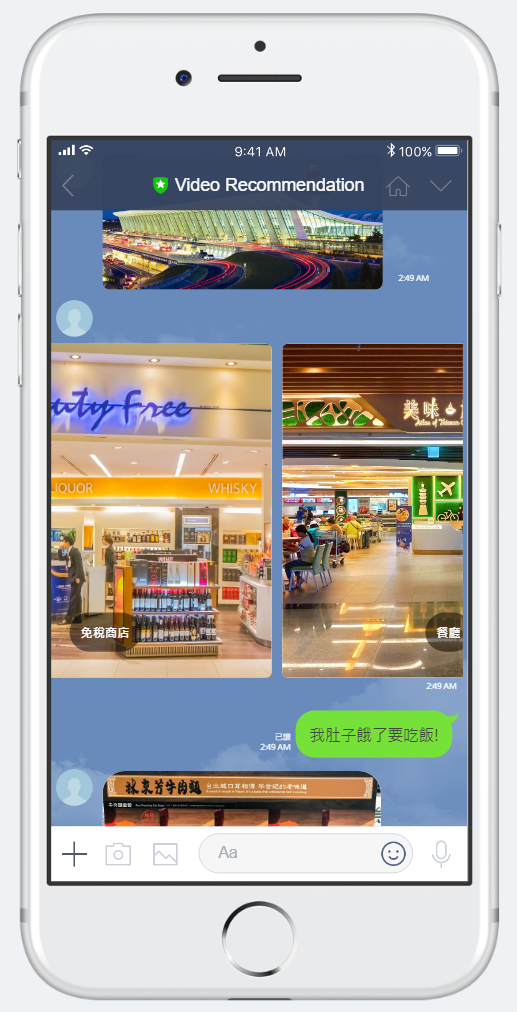 9:41 AM
100%
Video Recommendation
2:49 AM
uty Free
LIQUOR
WHISKY
免稅商店
美味
餐廳
2:49 AM
已讀
2:49 AM
我肚子餓了要吃飯!
林東芳牛肉麵
Aa